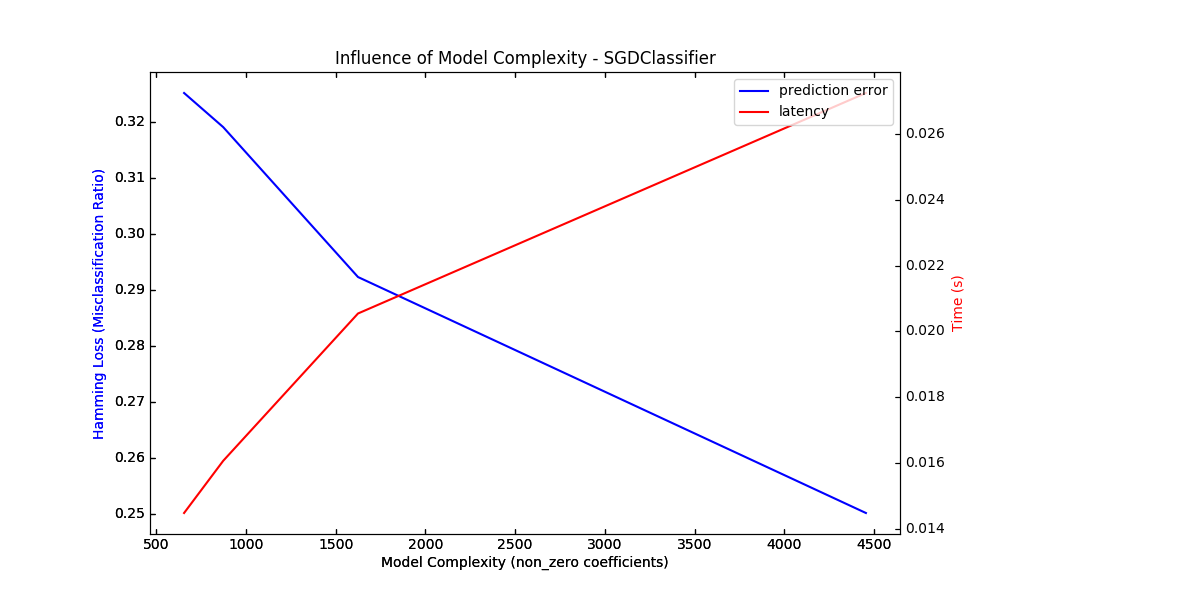 Influence of Model Complexity - SGDClassifier
prediction error
latency
Hamming Loss (Misclassification Ratio)
0.32
0.31
0.30
0.29
0.28
0.27
0.26
0.25
0.026
0.024
0.022
0.020
0.018
0.016
0.014
Time (s)
500 1000 1500 2000 2500 3000 3500 4000 4500
Model Complexity (non_zero coefficients)